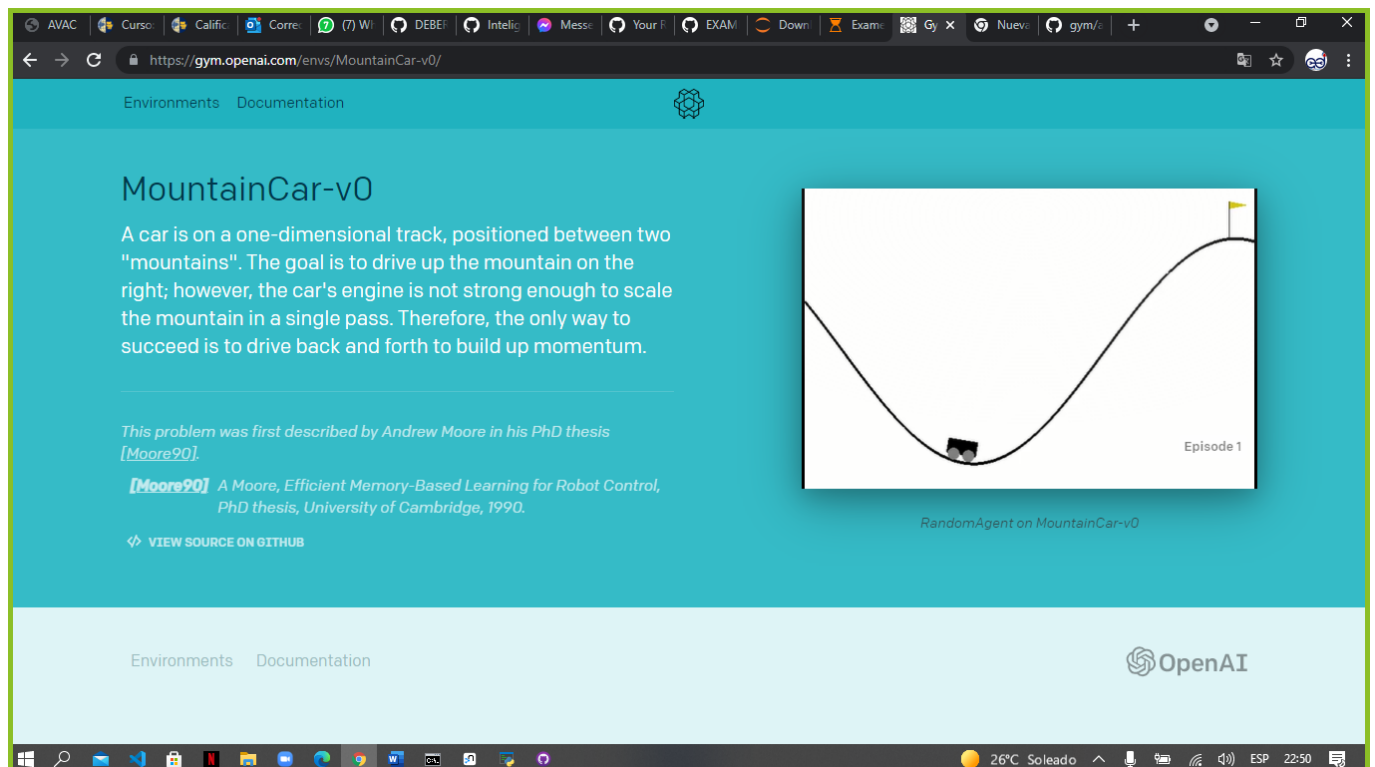 AVAC Curso: Calific Correc (7) Wh DEBER Intelig Messe Your R EXAM Downl Exame Gy Nueva gym/a
https://gym.openai.com/envs/MountainCar-v0/
Environments Documentation
MountainCar-v0
A car is on a one-dimensional track, positioned between two
"mountains". The goal is to drive up the mountain on the
right; however, the car's engine is not strong enough to scale
the mountain in a single pass. Therefore, the only way to
succeed is to drive back and forth to build up momentum.
This problem was first described by Andrew Moore in his PhD thesis
[Moore90].
[Moore90] A Moore, Efficient Memory-Based Learning for Robot Control,
PhD thesis, University of Cambridge, 1990.
VIEW SOURCE ON GITHUB
Episode 1
RandomAgent on MountainCar-v0
Environments Documentation
OpenAI
26°C Soleado ESP 22:50